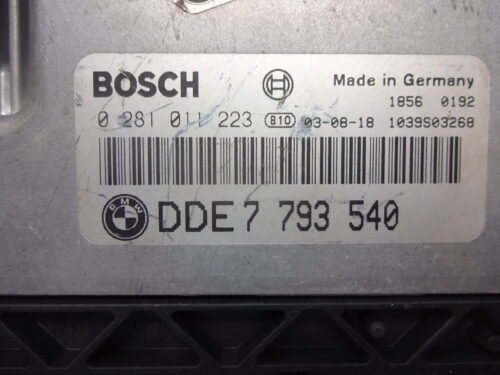 BOSCH Made in Germany
1856 0192
0 281 011 223 B10 03-08-18 1039S03268
BMW DDE 7 793 540